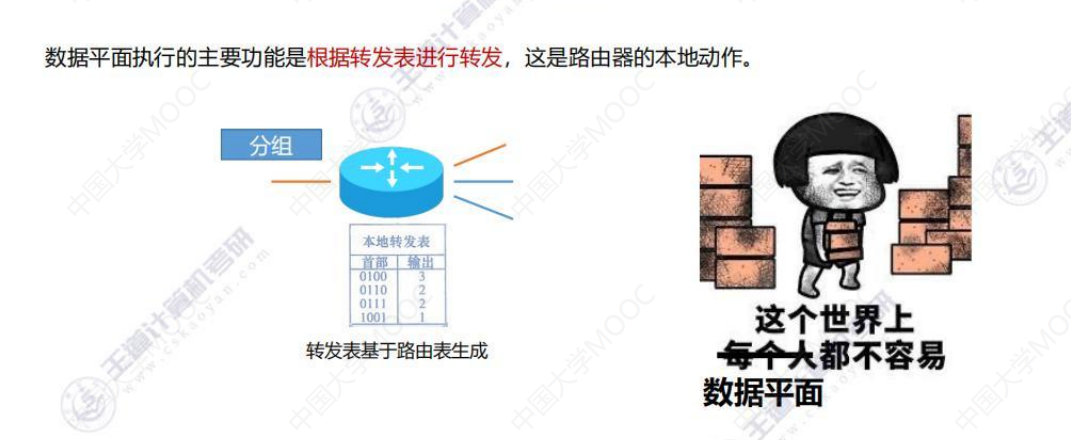 数据平面执行的主要功能是根据转发表进行转发，这是路由器的本地动作。
分组
本地转发表
首部 输出
0100 3
0110 2
0111 2
1001 1
转发表基于路由表生成
这个世界上
每个人都不容易
数据平面
王道计算机考研
www.cskaoyan.com
中国大学MOOC